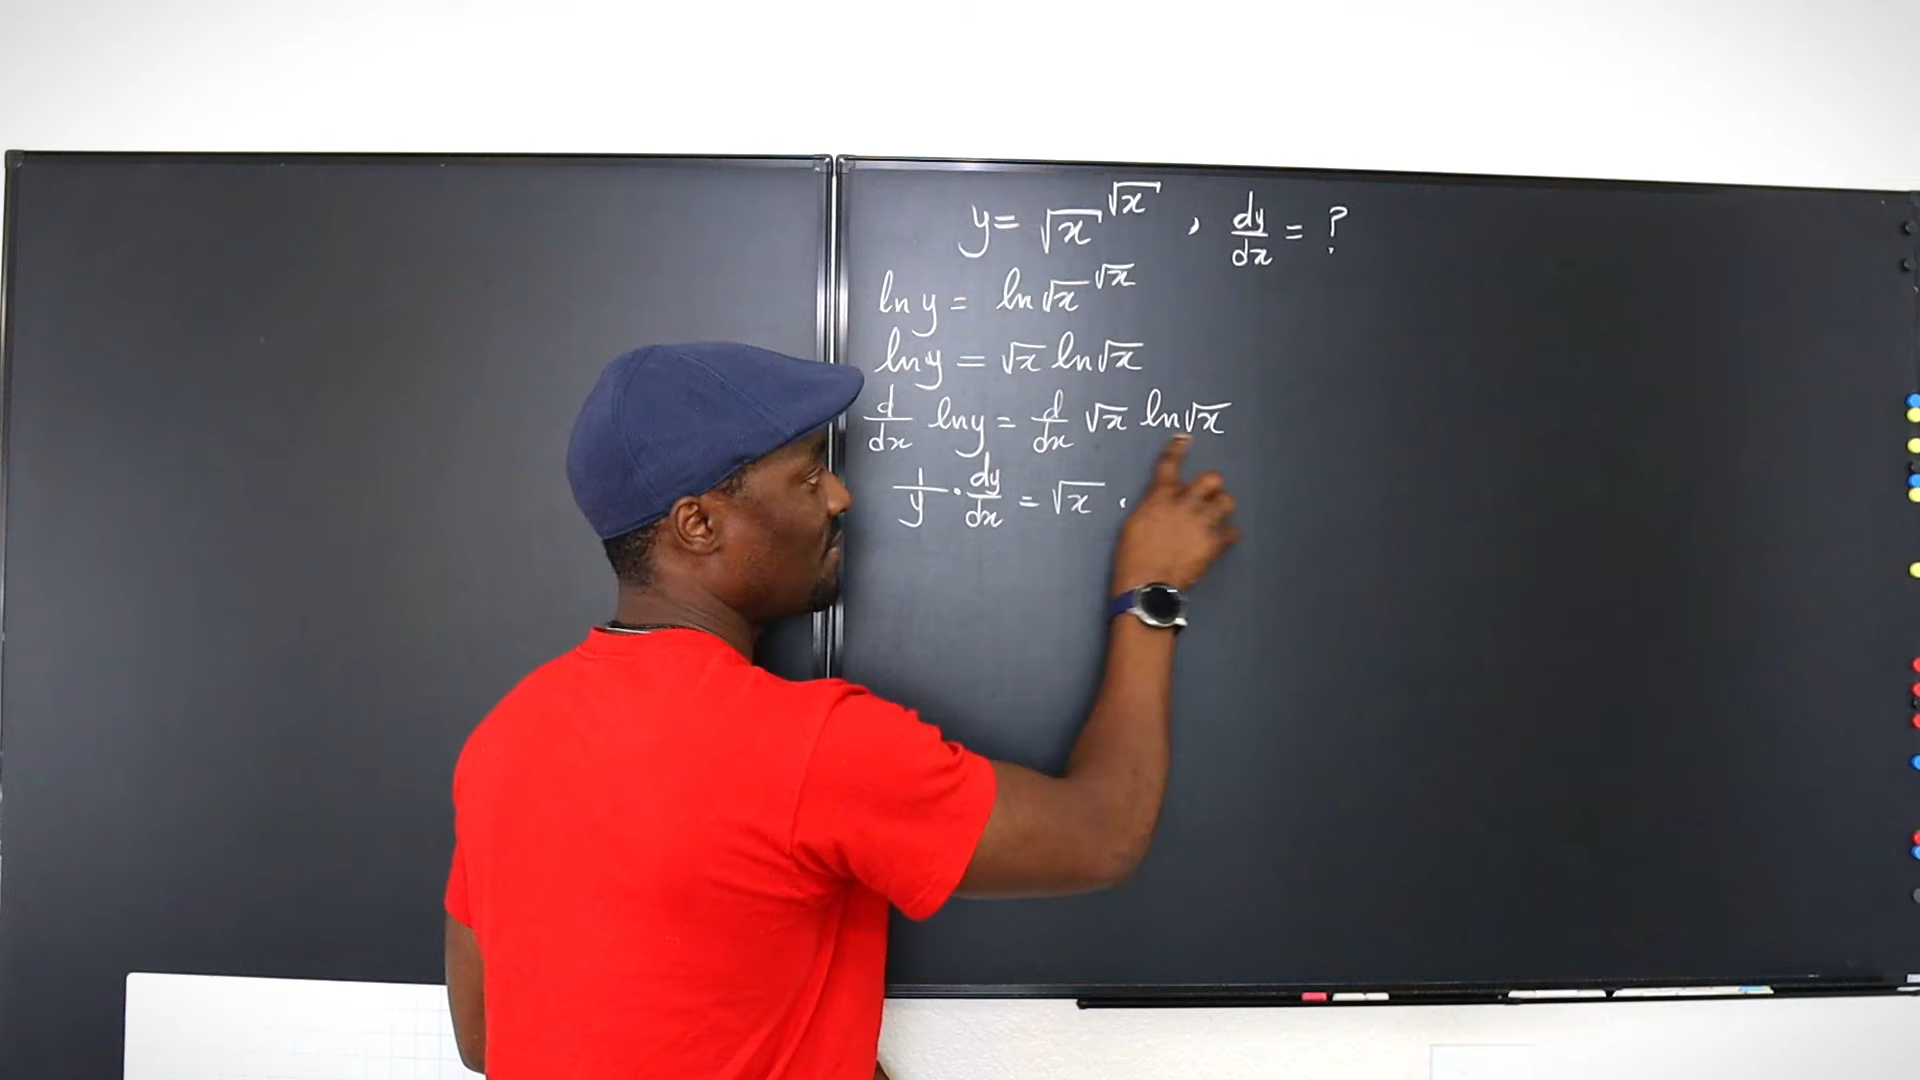 y = √x^√x , dy/dx = ?
ln y = ln √x^√x
ln y = √x ln √x
d/dx ln y = d/dx √x ln √x
1/y · dy/dx = √x ·